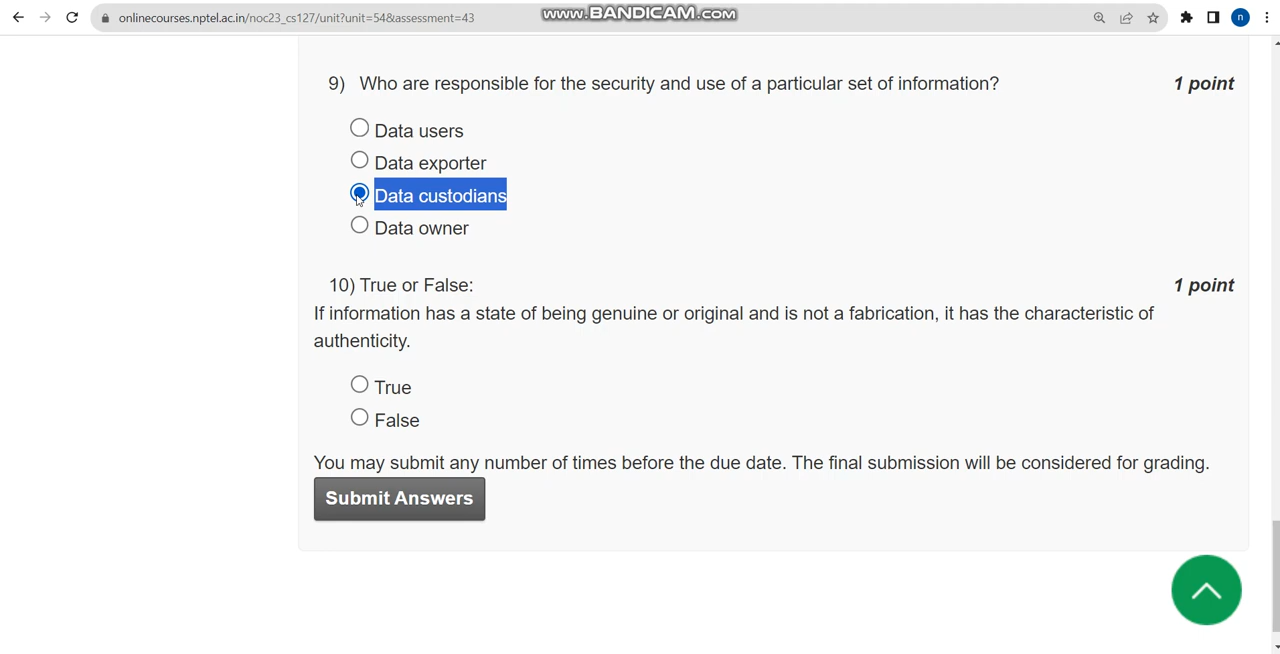 onlinecourses.nptel.ac.in/noc23_cs127/unit?unit=54&assessment=43
www.BANDICAM.com
n
9) Who are responsible for the security and use of a particular set of information? 1 point
Data users
Data exporter
Data custodians
Data owner
10) True or False: 1 point
If information has a state of being genuine or original and is not a fabrication, it has the characteristic of
authenticity.
True
False
You may submit any number of times before the due date. The final submission will be considered for grading.
Submit Answers